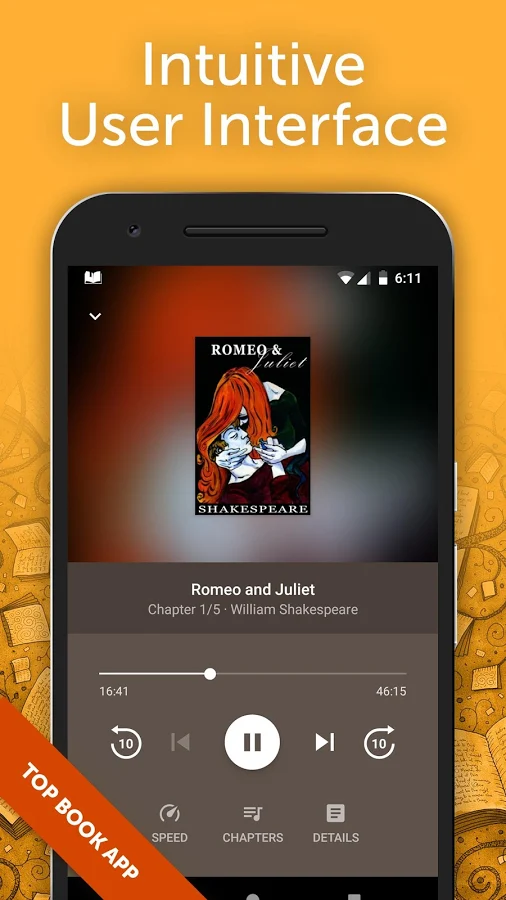 Intuitive
User Interface
6:11
ROMEO &
Juliet
SHAKESPEARE
Romeo and Juliet
Chapter 1/5 · William Shakespeare
16:41
46:15
10
10
SPEED
CHAPTERS
DETAILS
TOP BOOK APP